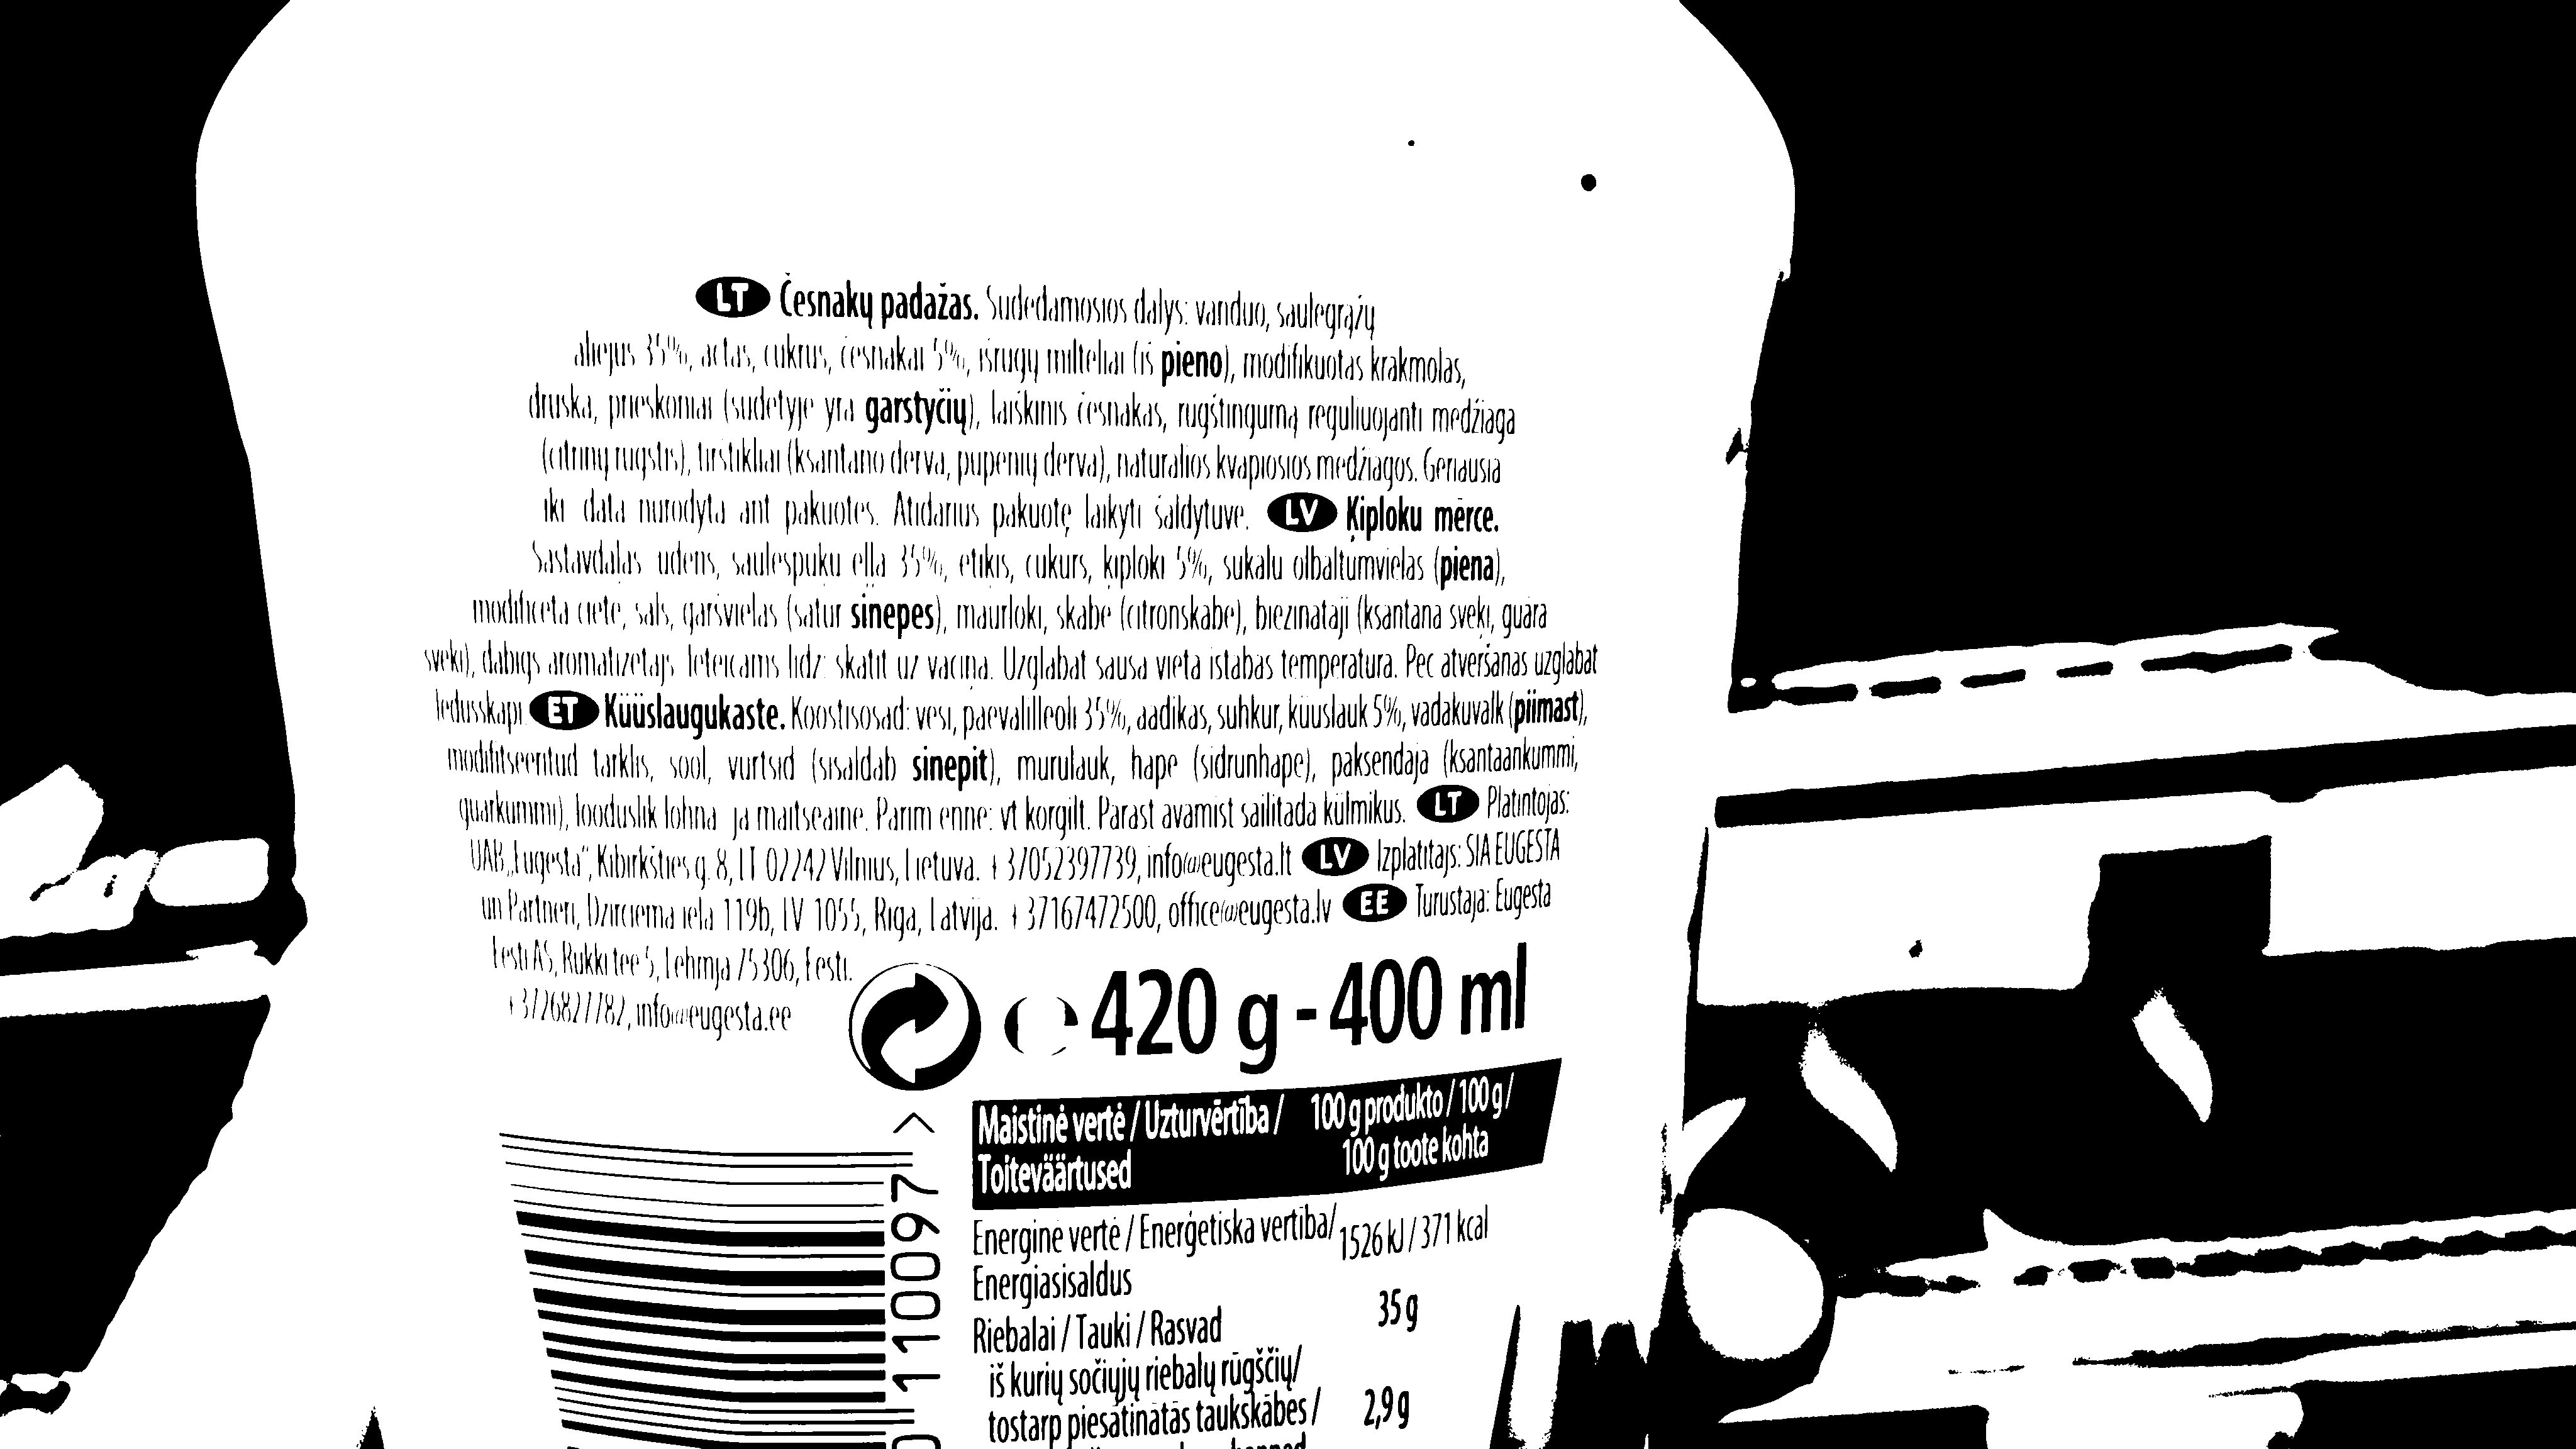 LT Česnakų padažas. Sudedamosios dalys: vanduo, saulėgrąžų
aliejus 35%, actas, cukrus, česnakai 5%, išrūgų milteliai (iš pieno), modifikuotas krakmolas,
druska, prieskoniai (sudėtyje yra garstyčių), laiškinis česnakas, rūgštingumą reguliuojanti medžiaga
(citrinų rūgštis), tirštikliai (ksantano derva, pupenių derva), natūralios kvapiosios medžiagos. Geriausia
iki data nurodyta ant pakuotės. Atidarius pakuotę laikyti šaldytuve. LV Ķiploku mērce.
Sastāvdaļas ūdens, saulespuķu eļļa 35%, etiķis, cukurs, ķiploki 5%, sūkalu olbaltumvielas (piena),
modificēta ciete, sāls, garšvielas (satur sinepes), maurloki, skābe (citronskābe), biezinātāji (ksantāna sveķi, guāra
sveķi), dabīgs aromatizētājs Ieteicams līdz: skatīt uz vāciņa. Uzglabāt sausā vietā istabas temperatūrā. Pēc atvēršanas uzglabāt
ledusskapī ET Küüslaugukaste. Koostisosad: vesi, päevalilleõli 35%, äädikas, suhkur, küüslauk 5%, vadakuvalk (piimast),
modifitseeritud tärklis, sool, vürtsid (sisaldab sinepit), murulauk, hape (sidrunhape), paksendaja (ksantaankummi,
guarkummi), looduslik lõhna- ja maitseaine. Parim enne: vt korgilt. Pärast avamist säilitada külmikus. LT Platintojas:
UAB „Eugesta“, Kibirkšties g. 8, LT 02242 Vilnius, Lietuva. +37052397739, info@eugesta.lt LV Izplatītājs: SIA EUGESTA
un Partneri, Dzirciema iela 119b, LV 1055, Rīga, Latvija. +37167472500, office@eugesta.lv EE Turustaja: Eugesta
Eesti AS, Rukki tee 5, Lehmja 75306, Eesti.
+3726827782, info@eugesta.ee
℮ 420 g - 400 ml
Maistinė vertė / Uzturvērtība / 100 g produkto / 100 g /
Toiteväärtused 100 g toote kohta
Energinė vertė / Enerģētiskā vērtība/ 1526 kJ / 371 kcal
Energiasisaldus
Riebalai / Tauki / Rasvad 35 g
iš kurių sočiųjų riebalų rūgščių/
tostarp piesātinātās taukskābes / 2,9 g
110097 >